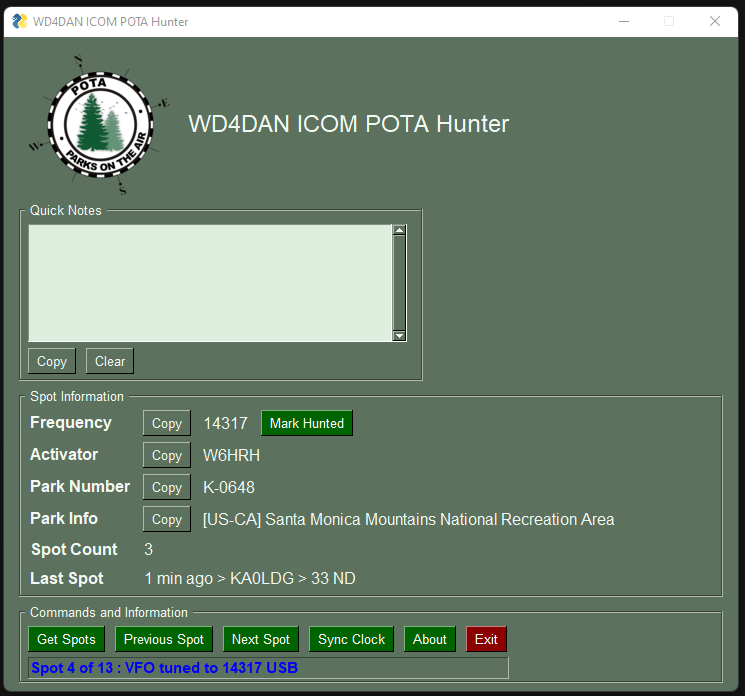 WD4DAN ICOM POTA Hunter
N
POTA
E
W
PARKS ON THE AIR
S
WD4DAN ICOM POTA Hunter
Quick Notes
Copy Clear
Spot Information
Frequency Copy 14317 Mark Hunted
Activator Copy W6HRH
Park Number Copy K-0648
Park Info Copy [US-CA] Santa Monica Mountains National Recreation Area
Spot Count 3
Last Spot 1 min ago > KA0LDG > 33 ND
Commands and Information
Get Spots Previous Spot Next Spot Sync Clock About Exit
Spot 4 of 13 : VFO tuned to 14317 USB